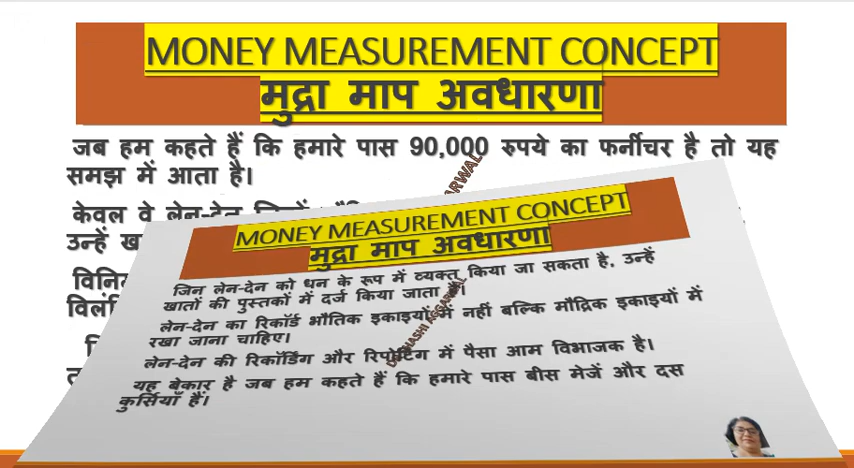 MONEY MEASUREMENT CONCEPT
मुद्रा माप अवधारणा
जब हम कहते हैं कि हमारे पास 90,000 रुपये का फर्नीचर है तो यह
समझ में आता है।
केवल वे लेन-देन
उन्हें
MONEY MEASUREMENT CONCEPT
मुद्रा माप अवधारणा
जिन लेन-देन को धन के रूप में व्यक्त किया जा सकता है, उन्हें
खातों की पुस्तकों में दर्ज किया जाता है।
लेन-देन का रिकॉर्ड भौतिक इकाइयों में नहीं बल्कि मौद्रिक इकाइयों में
रखा जाना चाहिए।
लेन-देन की रिकॉर्डिंग और रिपोर्टिंग में पैसा आम विभाजक है।
यह बेकार है जब हम कहते हैं कि हमारे पास बीस मेजें और दस
कुर्सियाँ हैं।